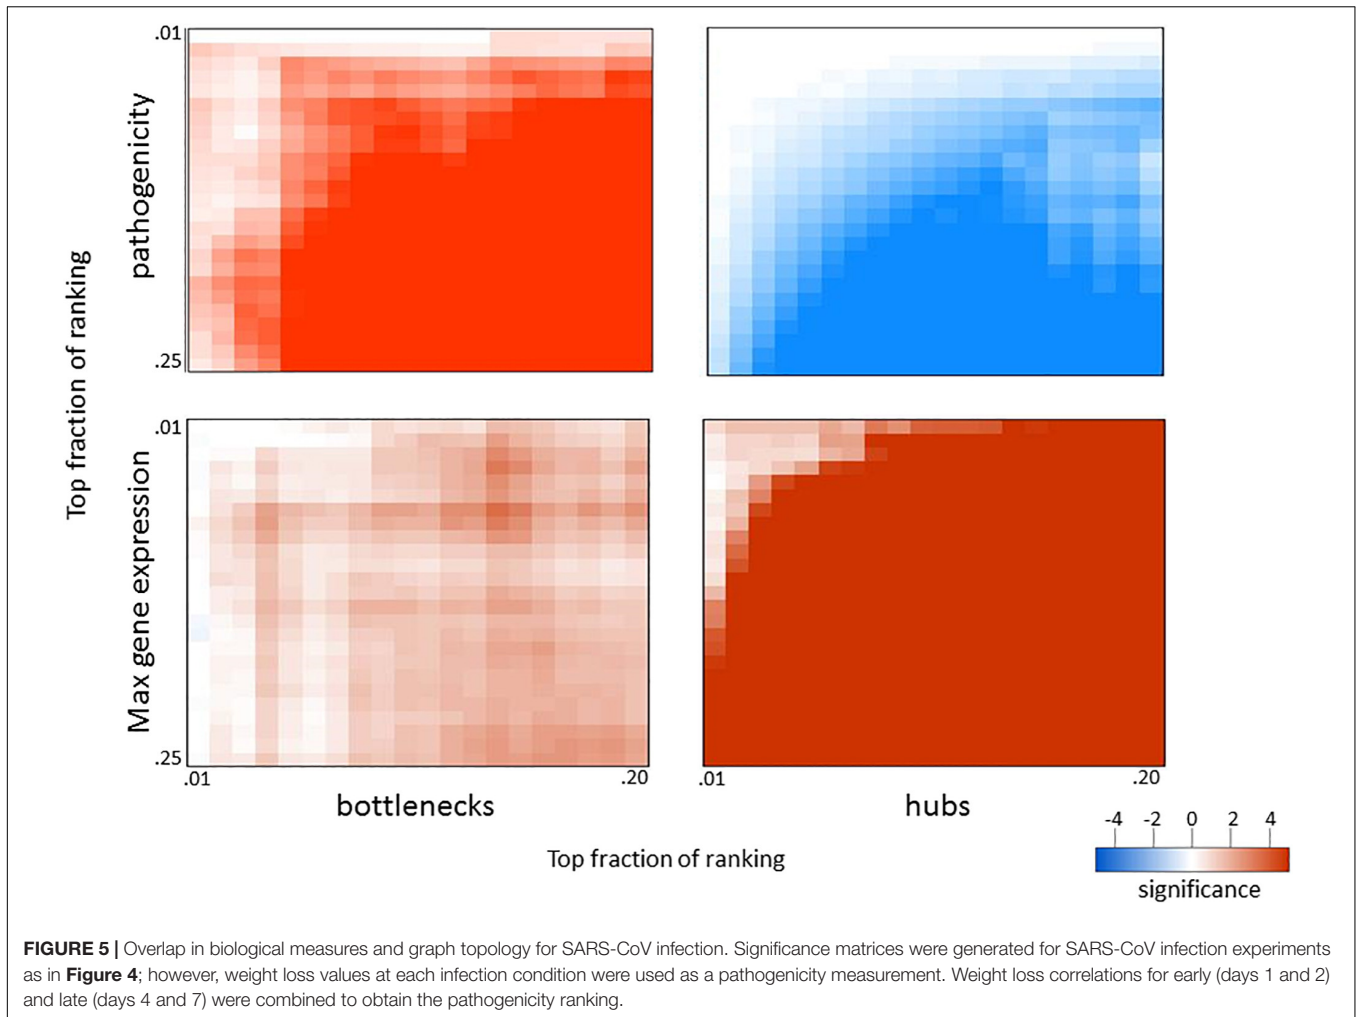 .01
pathogenicity
.25
Top fraction of ranking
.01
Max gene expression
.25
.01 .20 .01 .20
bottlenecks hubs
Top fraction of ranking
-4 -2 0 2 4
significance
FIGURE 5 | Overlap in biological measures and graph topology for SARS-CoV infection. Significance matrices were generated for SARS-CoV infection experiments
as in Figure 4; however, weight loss values at each infection condition were used as a pathogenicity measurement. Weight loss correlations for early (days 1 and 2)
and late (days 4 and 7) were combined to obtain the pathogenicity ranking.